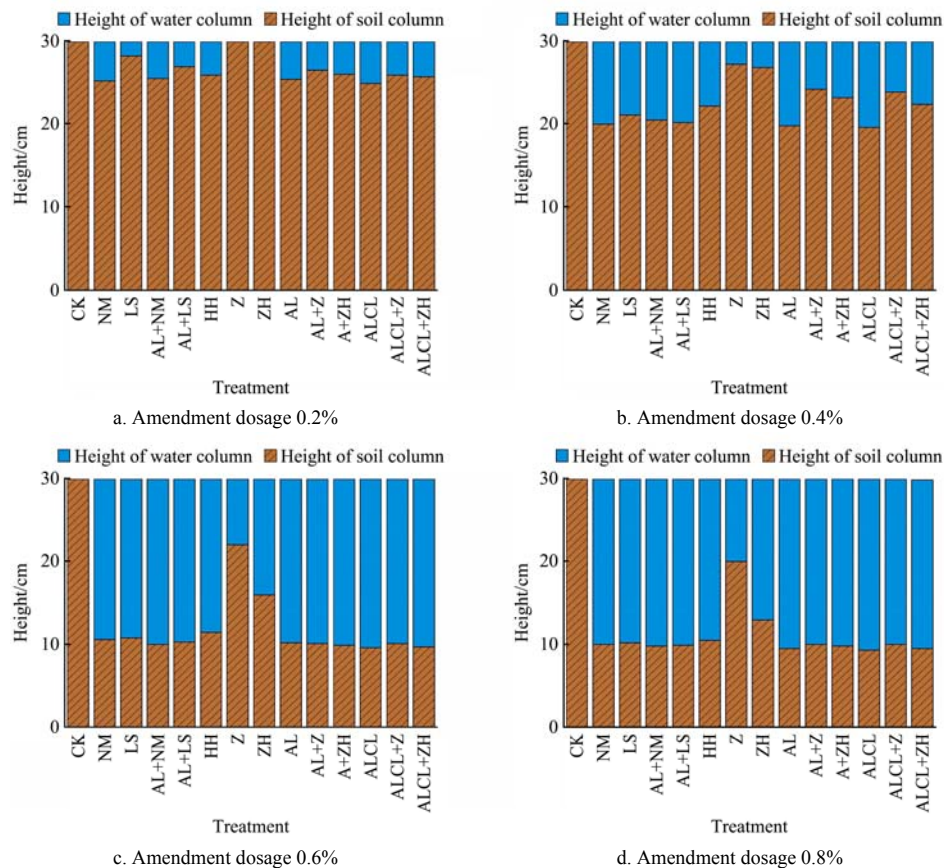 Height of water column Height of soil column
30
20
10
0
Height/cm
CK
NM
LS
AL+NM
AL+LS
HH
Z
ZH
AL
AL+Z
A+ZH
ALCL
ALCL+Z
ALCL+ZH
Treatment
a. Amendment dosage 0.2%
Height of water column Height of soil column
30
20
10
0
Height/cm
CK
NM
LS
AL+NM
AL+LS
HH
Z
ZH
AL
AL+Z
A+ZH
ALCL
ALCL+Z
ALCL+ZH
Treatment
b. Amendment dosage 0.4%
Height of water column Height of soil column
30
20
10
0
Height/cm
CK
NM
LS
AL+NM
AL+LS
HH
Z
ZH
AL
AL+Z
A+ZH
ALCL
ALCL+Z
ALCL+ZH
Treatment
c. Amendment dosage 0.6%
Height of water column Height of soil column
30
20
10
0
Height/cm
CK
NM
LS
AL+NM
AL+LS
HH
Z
ZH
AL
AL+Z
A+ZH
ALCL
ALCL+Z
ALCL+ZH
Treatment
d. Amendment dosage 0.8%